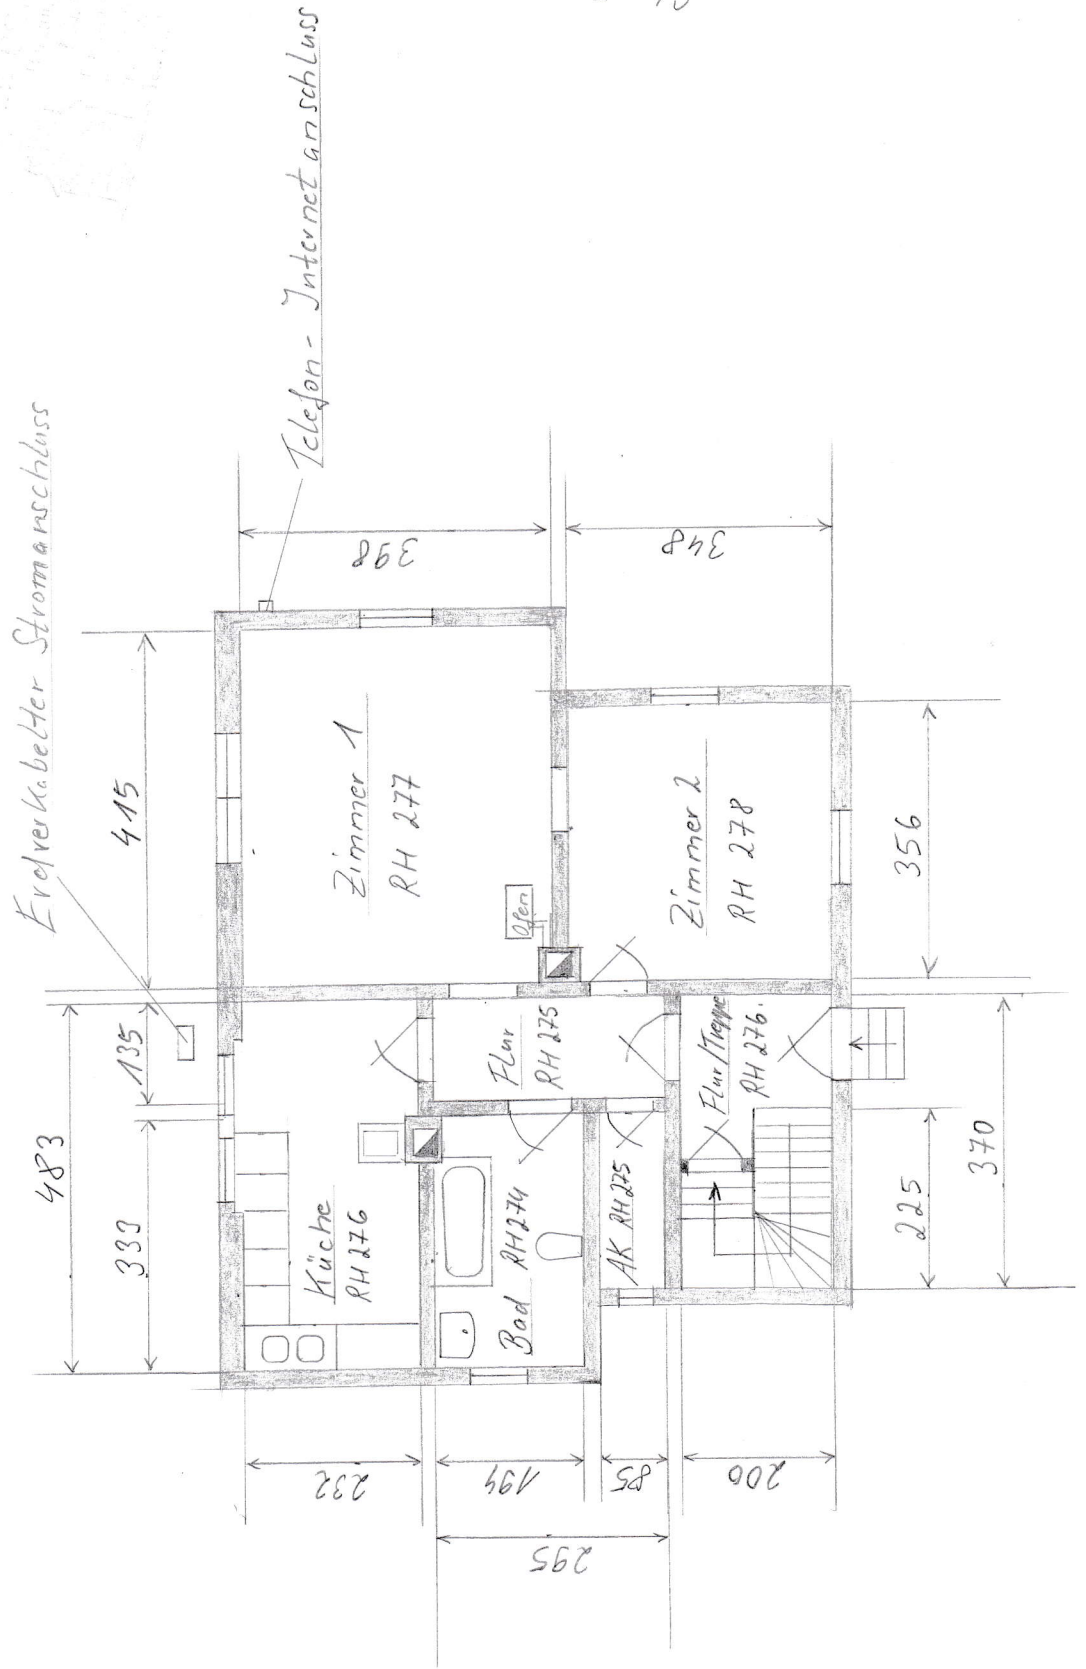 Erdverkabelter Stromanschluss
Telefon- Internetanschluss
483
333
135
415
398
348
Küche
RH 276
Zimmer 1
RH 277
Ofen
Bad RH 274
Flur
RH 275
Zimmer 2
RH 278
AK RH 275
Flur/Treppe
RH 276.
232
194
85
200
295
225
370
356